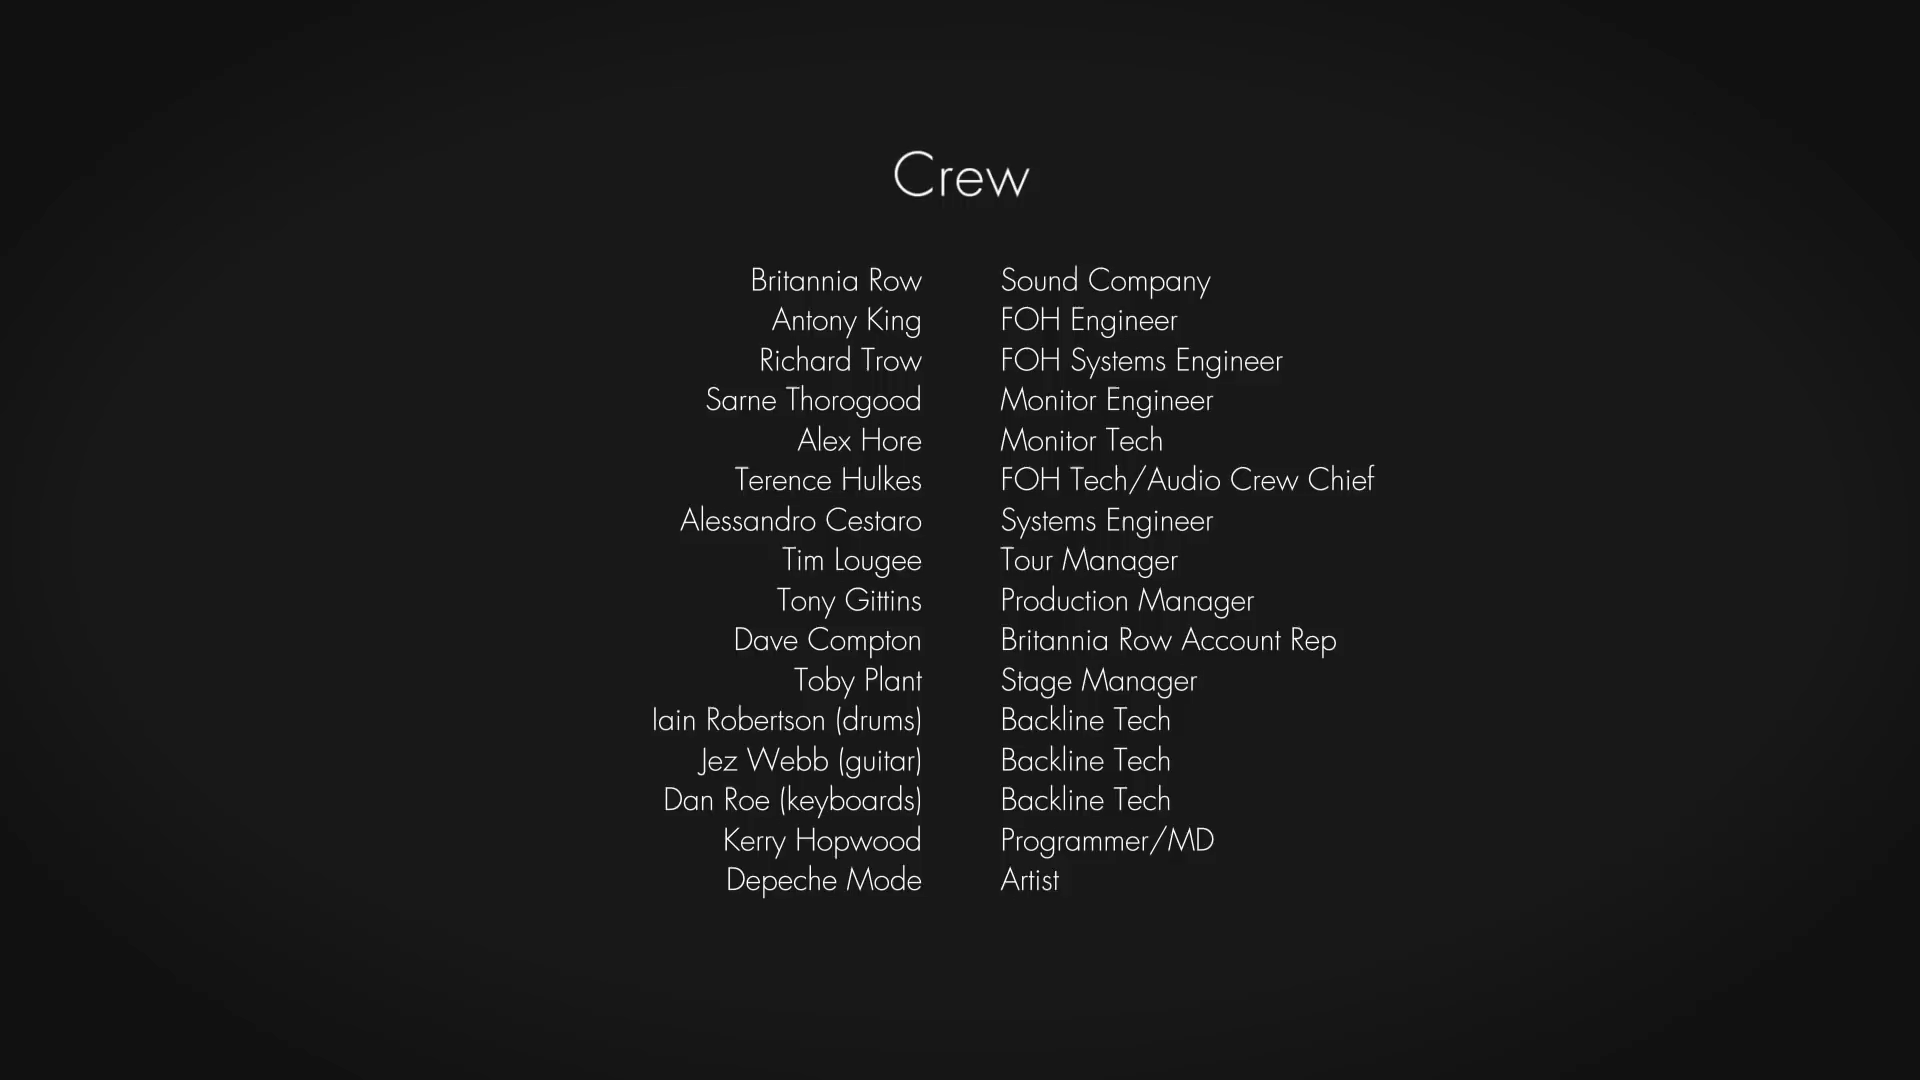 Crew
Britannia Row Sound Company
Antony King FOH Engineer
Richard Trow FOH Systems Engineer
Sarne Thorogood Monitor Engineer
Alex Hore Monitor Tech
Terence Hulkes FOH Tech/Audio Crew Chief
Alessandro Cestaro Systems Engineer
Tim Lougee Tour Manager
Tony Gittins Production Manager
Dave Compton Britannia Row Account Rep
Toby Plant Stage Manager
Iain Robertson (drums) Backline Tech
Jez Webb (guitar) Backline Tech
Dan Roe (keyboards) Backline Tech
Kerry Hopwood Programmer/MD
Depeche Mode Artist